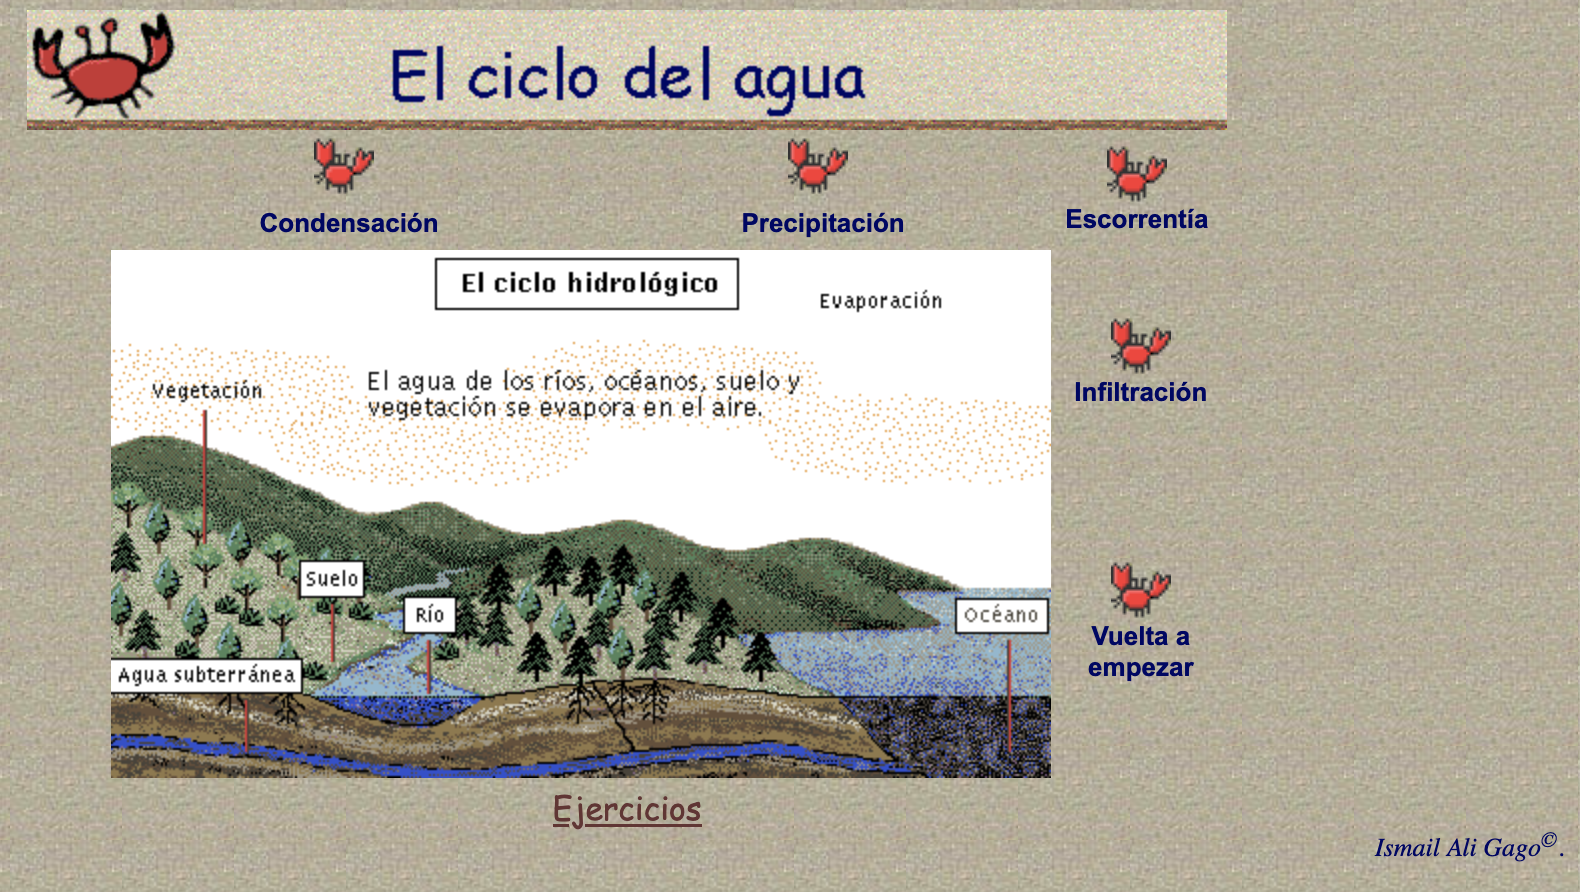 El ciclo del agua
Condensación
Precipitación
Escorrentía
El ciclo hidrológico
Evaporación
Infiltración
El agua de los ríos, océanos, suelo y
vegetación se evapora en el aire.
Vegetación
Suelo
Río
Océano
Vuelta a
empezar
Agua subterránea
Ejercicios
Ismail Ali Gago©.